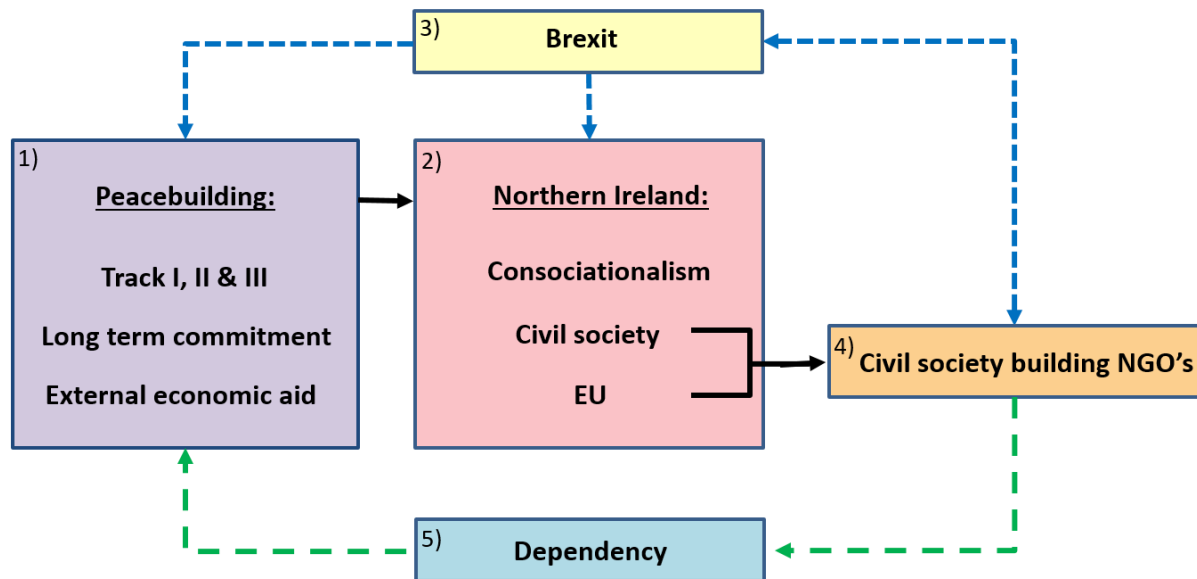 3)
Brexit
1)
Peacebuilding:
Track I, II & III
Long term commitment
External economic aid
2)
Northern Ireland:
Consociationalism
Civil society
EU
4)
Civil society building NGO's
5)
Dependency